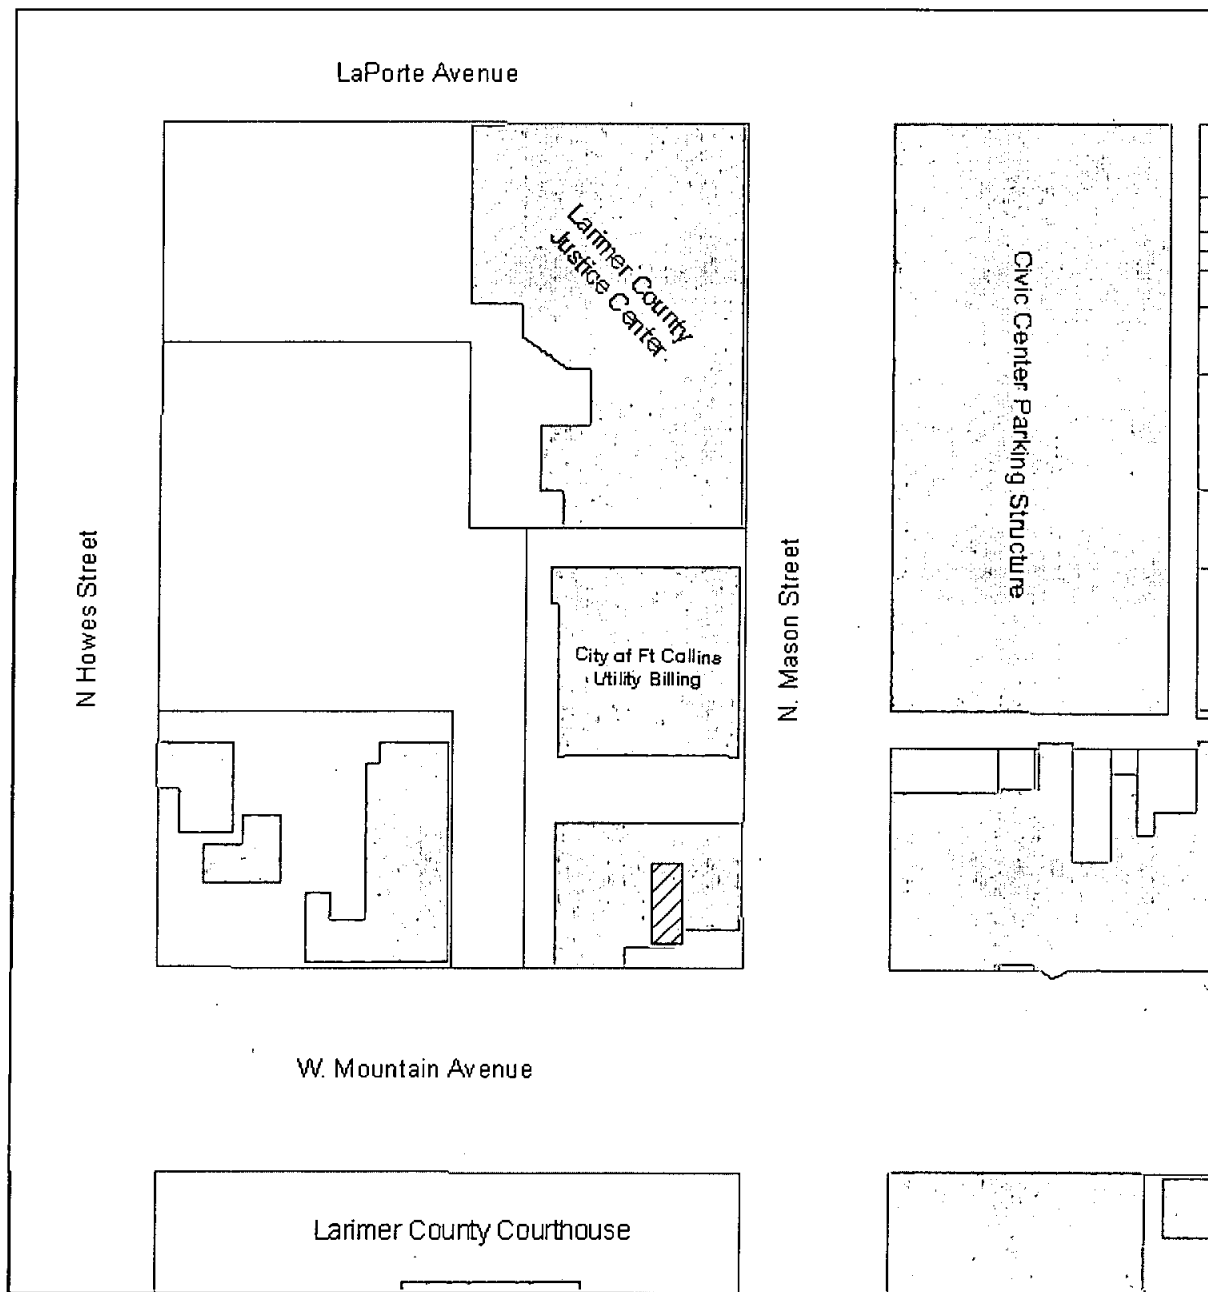 LaPorte Avenue
Larimer County
Justice Center
Civic Center Parking Structure
N Howes Street
City of Ft Collins
Utility Billing
N. Mason Street
W. Mountain Avenue
Larimer County Courthouse